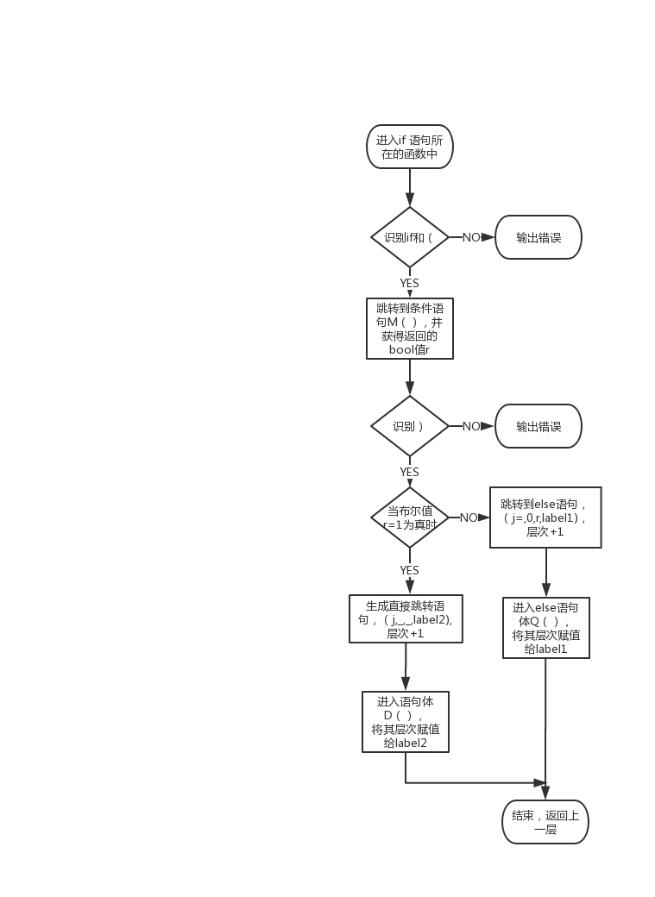 进入if 语句所
在的函数中
识别if和（
NO
输出错误
YES
跳转到条件语
句M（），并
获得返回的
bool值r
识别）
NO
输出错误
YES
当布尔值
r=1为真时
NO
跳转到else语句，
（j=,0,r,label1)，
层次+1
YES
生成直接跳转语
句，（j,_,_,label2),
层次+1
进入else语句
体Q（），
将其层次赋值
给label1
进入语句体
D（），
将其层次赋值
给label2
结束，返回上
一层